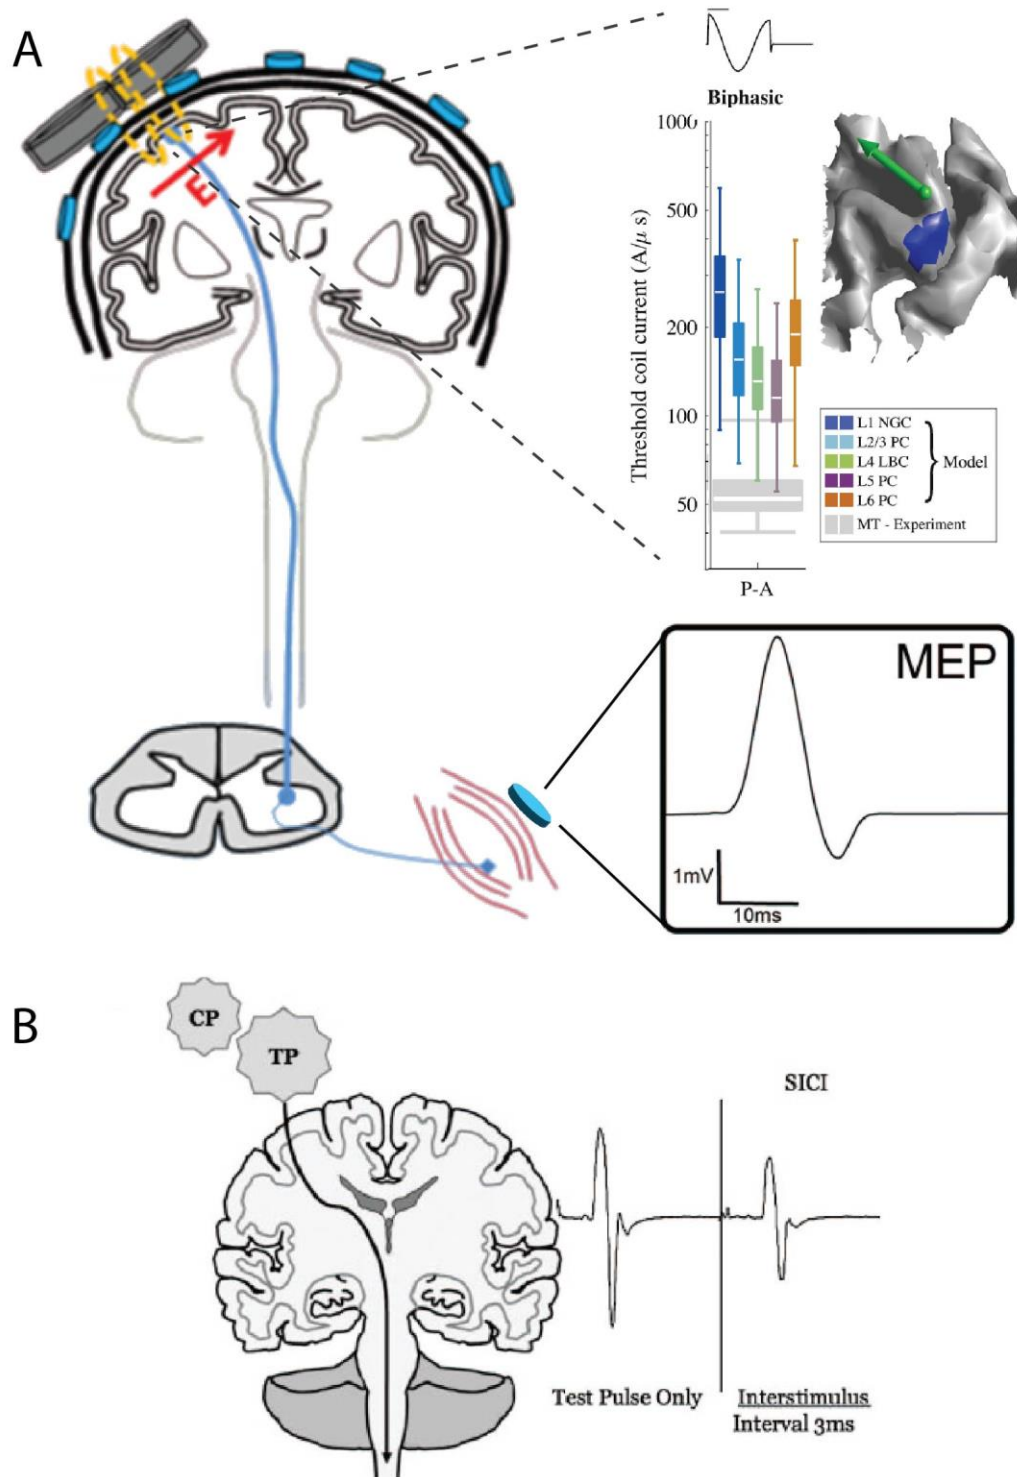 A
E
Biphasic
Threshold coil current (A/µ s)
1000
500
200
100
50
P-A
L1 NGC
L2/3 PC
L4 LBC
L5 PC
L6 PC
Model
MT - Experiment
MEP
1mV
10ms
B
CP
TP
SICI
Test Pulse Only
Interstimulus
Interval 3ms